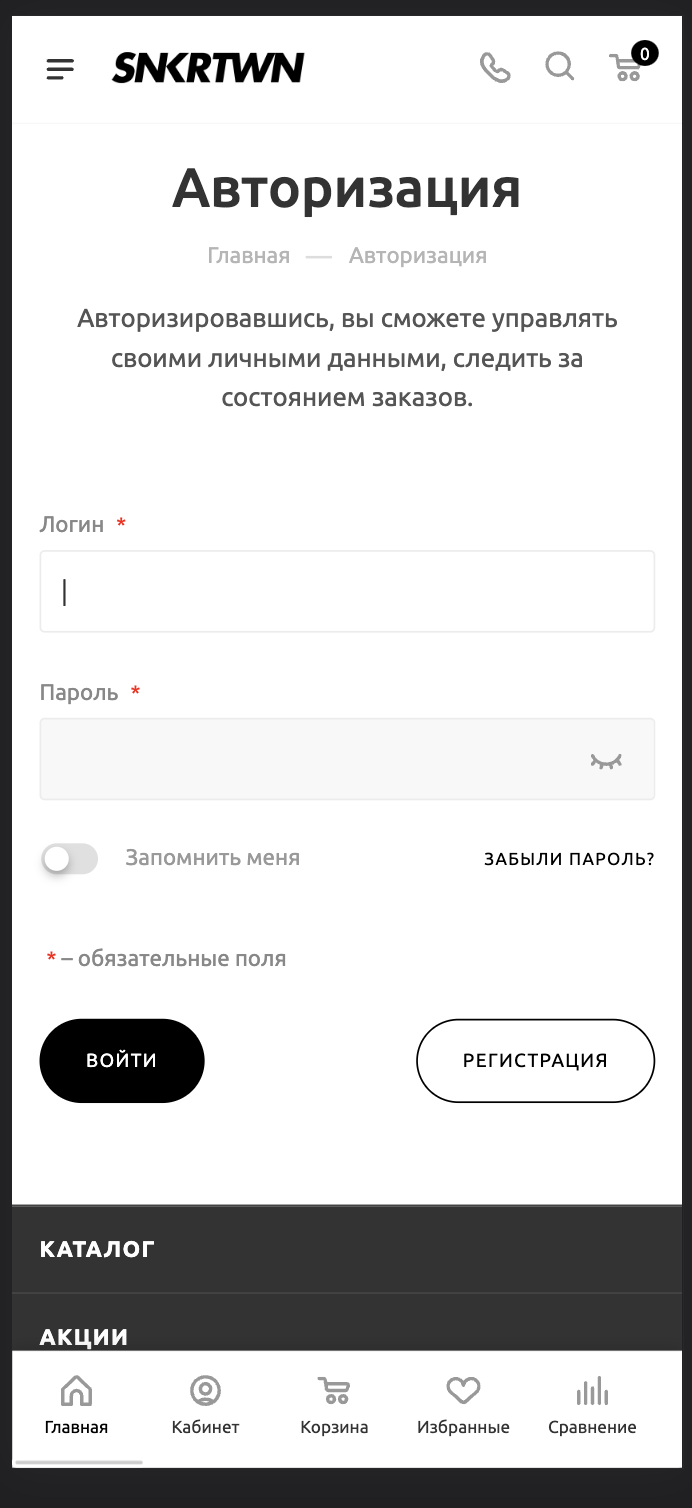 SNKRTWN
0
Авторизация
Главная — Авторизация
Авторизировавшись, вы сможете управлять
своими личными данными, следить за
состоянием заказов.
Логин *
Пароль *
Запомнить меня
ЗАБЫЛИ ПАРОЛЬ?
* – обязательные поля
ВОЙТИ
РЕГИСТРАЦИЯ
КАТАЛОГ
АКЦИИ
Главная
Кабинет
Корзина
Избранные
Сравнение